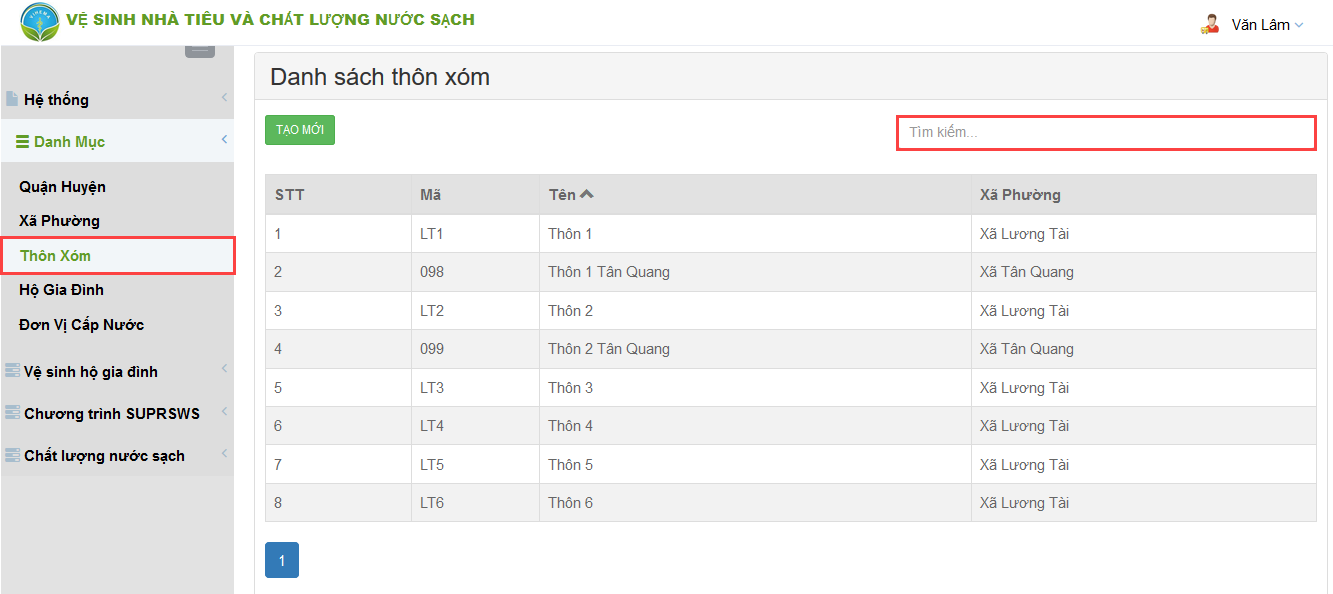 VỆ SINH NHÀ TIÊU VÀ CHẤT LƯỢNG NƯỚC SẠCH
Văn Lâm
Hệ thống
Danh Mục
Quận Huyện
Xã Phường
Thôn Xóm
Hộ Gia Đình
Đơn Vị Cấp Nước
Vệ sinh hộ gia đình
Chương trình SUPRSWS
Chất lượng nước sạch
Danh sách thôn xóm
TẠO MỚI
Tìm kiếm...
STT Mã Tên Xã Phường
1 LT1 Thôn 1 Xã Lương Tài
2 098 Thôn 1 Tân Quang Xã Tân Quang
3 LT2 Thôn 2 Xã Lương Tài
4 099 Thôn 2 Tân Quang Xã Tân Quang
5 LT3 Thôn 3 Xã Lương Tài
6 LT4 Thôn 4 Xã Lương Tài
7 LT5 Thôn 5 Xã Lương Tài
8 LT6 Thôn 6 Xã Lương Tài
1